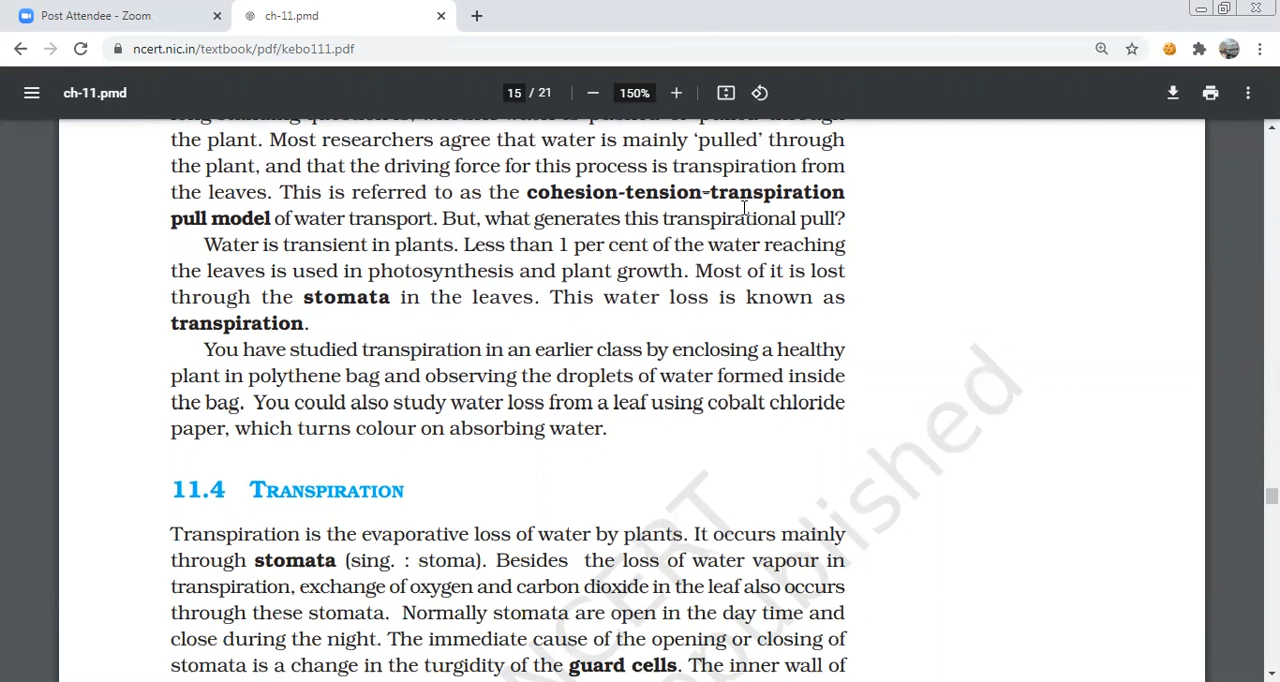 Post Attendee - Zoom
ch-11.pmd
ncert.nic.in/textbook/pdf/kebo111.pdf
ch-11.pmd
15 / 21
150%
the plant. Most researchers agree that water is mainly ‘pulled’ through
the plant, and that the driving force for this process is transpiration from
the leaves. This is referred to as the cohesion-tension-transpiration
pull model of water transport. But, what generates this transpirational pull?
Water is transient in plants. Less than 1 per cent of the water reaching
the leaves is used in photosynthesis and plant growth. Most of it is lost
through the stomata in the leaves. This water loss is known as
transpiration.
You have studied transpiration in an earlier class by enclosing a healthy
plant in polythene bag and observing the droplets of water formed inside
the bag. You could also study water loss from a leaf using cobalt chloride
paper, which turns colour on absorbing water.
11.4 TRANSPIRATION
Transpiration is the evaporative loss of water by plants. It occurs mainly
through stomata (sing. : stoma). Besides the loss of water vapour in
transpiration, exchange of oxygen and carbon dioxide in the leaf also occurs
through these stomata. Normally stomata are open in the day time and
close during the night. The immediate cause of the opening or closing of
stomata is a change in the turgidity of the guard cells. The inner wall of
NCERT
published